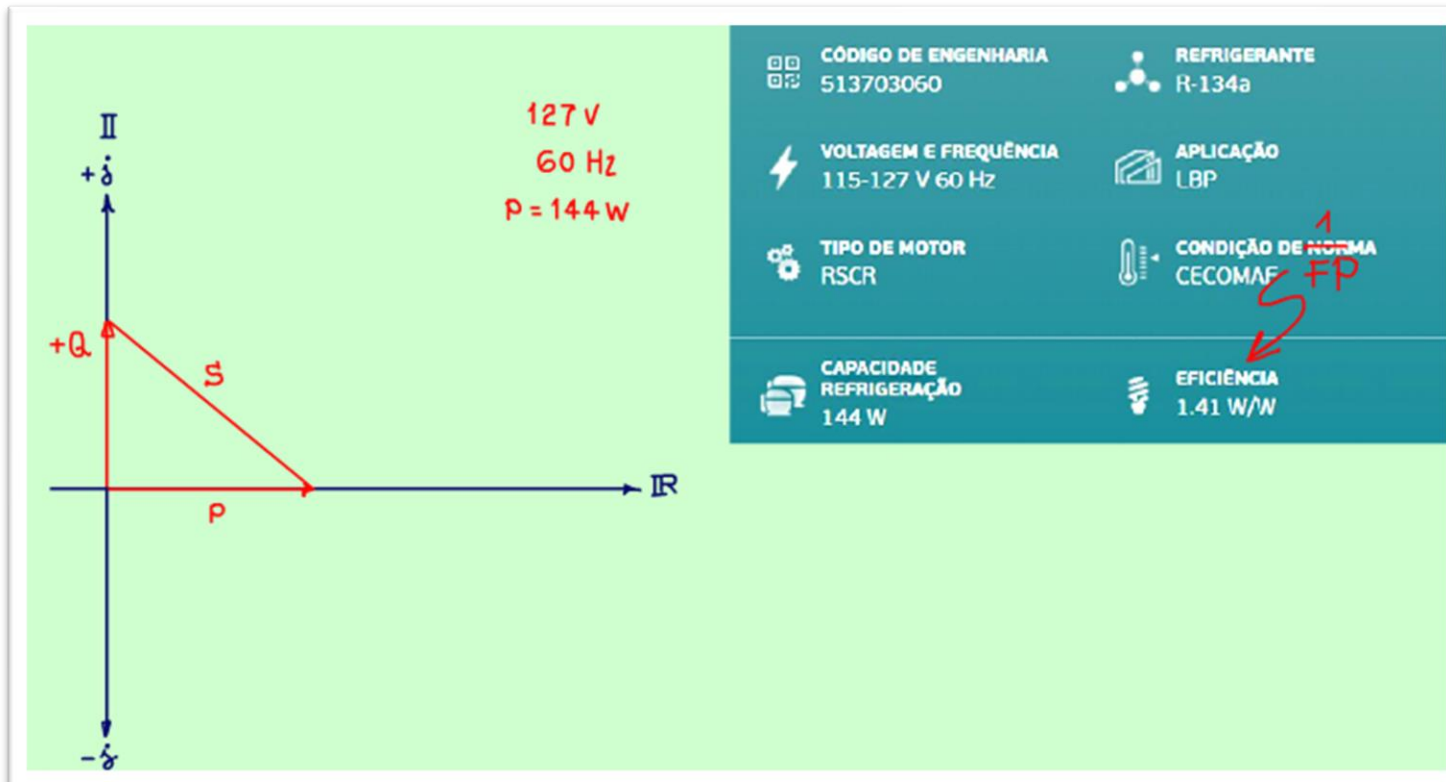 II
+j
+Q
S
P
IR
-j
127 V
60 Hz
P = 144 W
CÓDIGO DE ENGENHARIA
513703060
REFRIGERANTE
R-134a
VOLTAGEM E FREQUÊNCIA
115-127 V 60 Hz
APLICAÇÃO
LBP
TIPO DE MOTOR
RSCR
CONDIÇÃO DE NORMA
CECOMAF
1
FP
CAPACIDADE
REFRIGERAÇÃO
144 W
EFICIÊNCIA
1.41 W/W